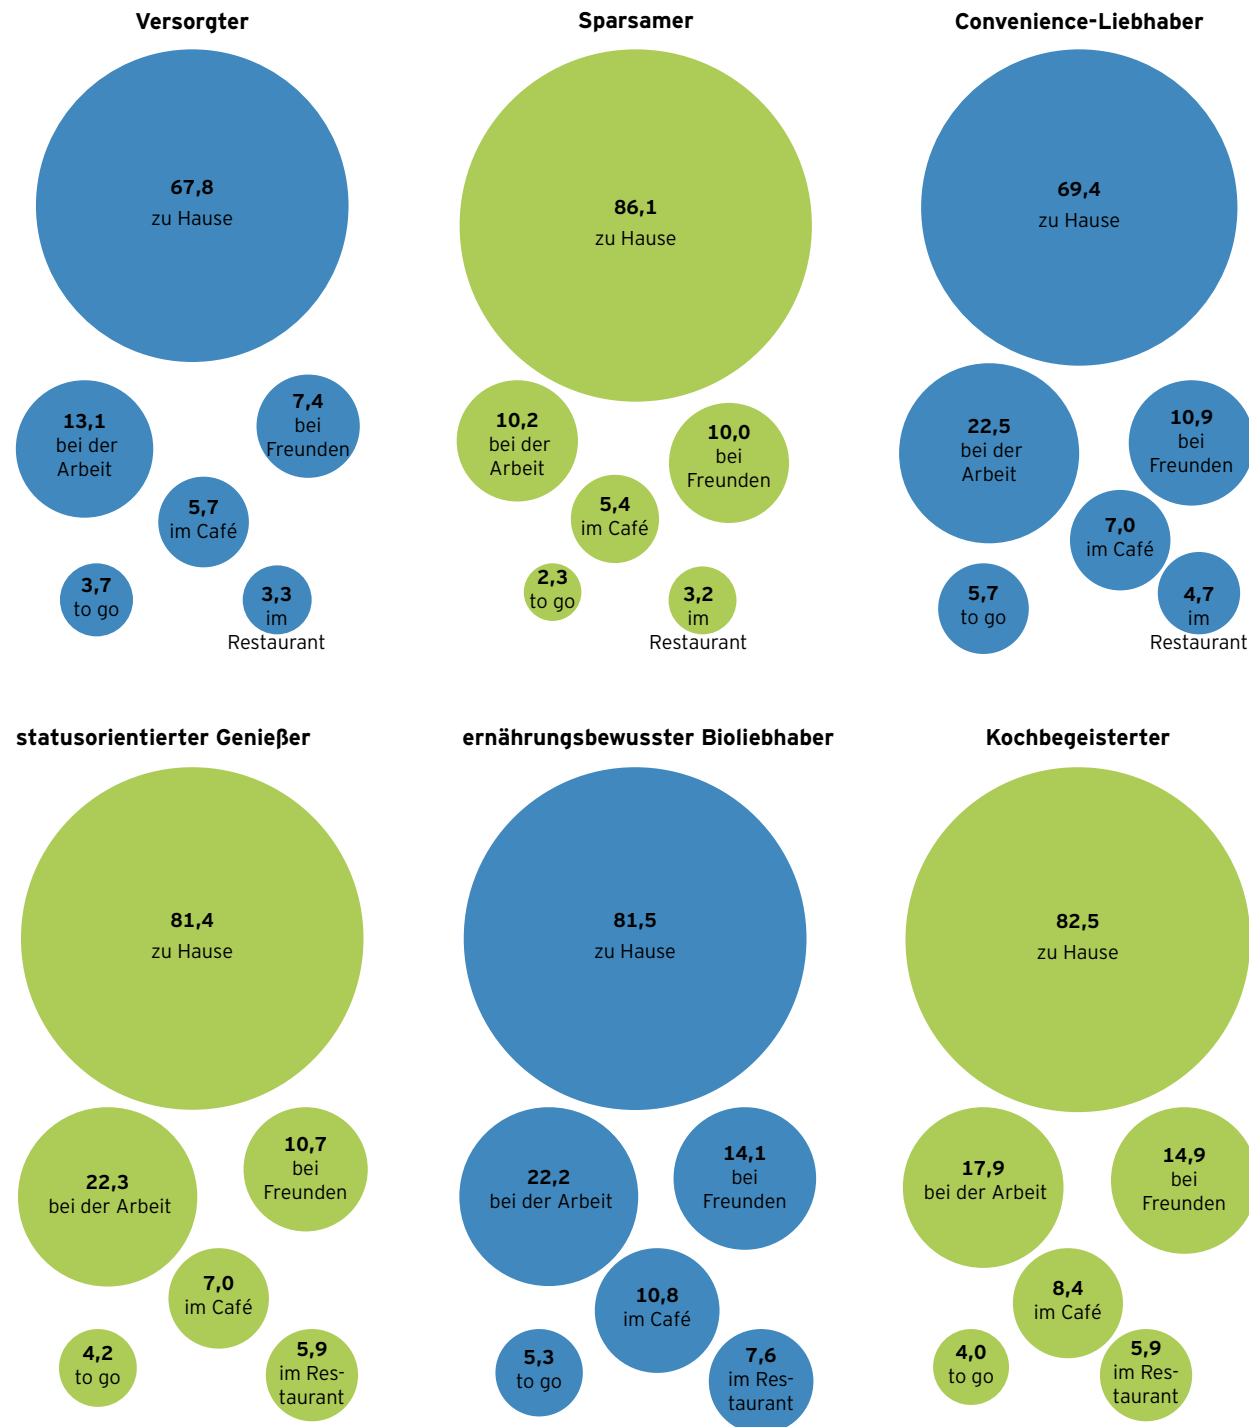 Versorgter
67,8
zu Hause
13,1
bei der
Arbeit
7,4
bei
Freunden
5,7
im Café
3,7
to go
3,3
im
Restaurant
Sparsamer
86,1
zu Hause
10,2
bei der
Arbeit
10,0
bei
Freunden
5,4
im Café
2,3
to go
3,2
im
Restaurant
Convenience-Liebhaber
69,4
zu Hause
22,5
bei der
Arbeit
10,9
bei
Freunden
7,0
im Café
5,7
to go
4,7
im
Restaurant
statusorientierter Genießer
81,4
zu Hause
22,3
bei der Arbeit
10,7
bei
Freunden
7,0
im Café
4,2
to go
5,9
im Res-
taurant
ernährungsbewusster Bioliebhaber
81,5
zu Hause
22,2
bei der Arbeit
14,1
bei
Freunden
10,8
im Café
5,3
to go
7,6
im Res-
taurant
Kochbegeisterter
82,5
zu Hause
17,9
bei der Arbeit
14,9
bei
Freunden
8,4
im Café
4,0
to go
5,9
im Res-
taurant